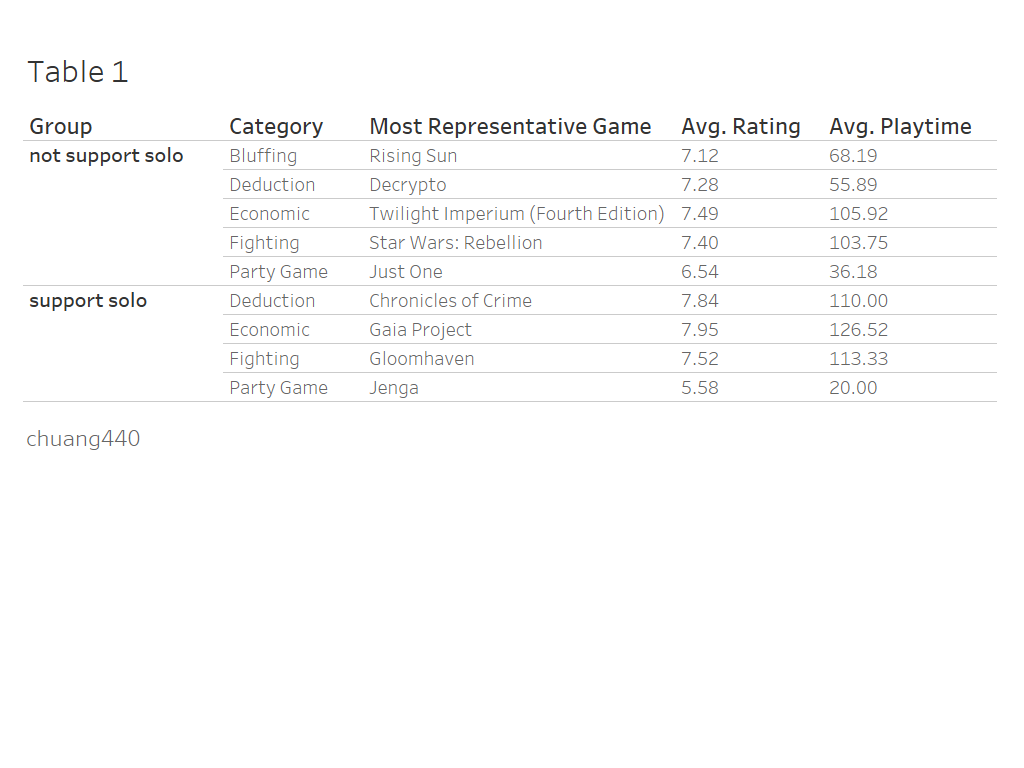 Table 1
Group Category Most Representative Game Avg. Rating Avg. Playtime
not support solo Bluffing Rising Sun 7.12 68.19
Deduction Decrypto 7.28 55.89
Economic Twilight Imperium (Fourth Edition) 7.49 105.92
Fighting Star Wars: Rebellion 7.40 103.75
Party Game Just One 6.54 36.18
support solo Deduction Chronicles of Crime 7.84 110.00
Economic Gaia Project 7.95 126.52
Fighting Gloomhaven 7.52 113.33
Party Game Jenga 5.58 20.00
chuang440